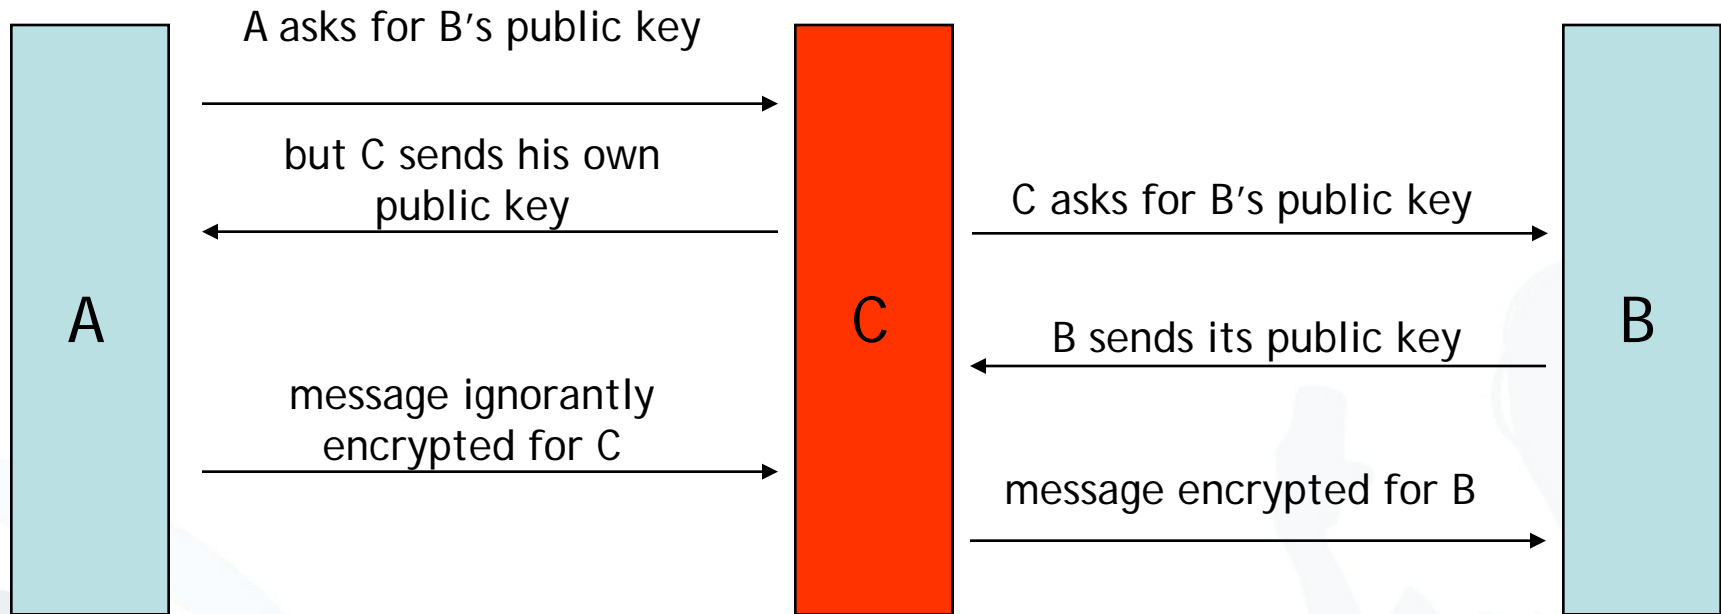 A asks for B's public key
but C sends his own
public key
C asks for B's public key
A
C
B
B sends its public key
message ignorantly
encrypted for C
message encrypted for B